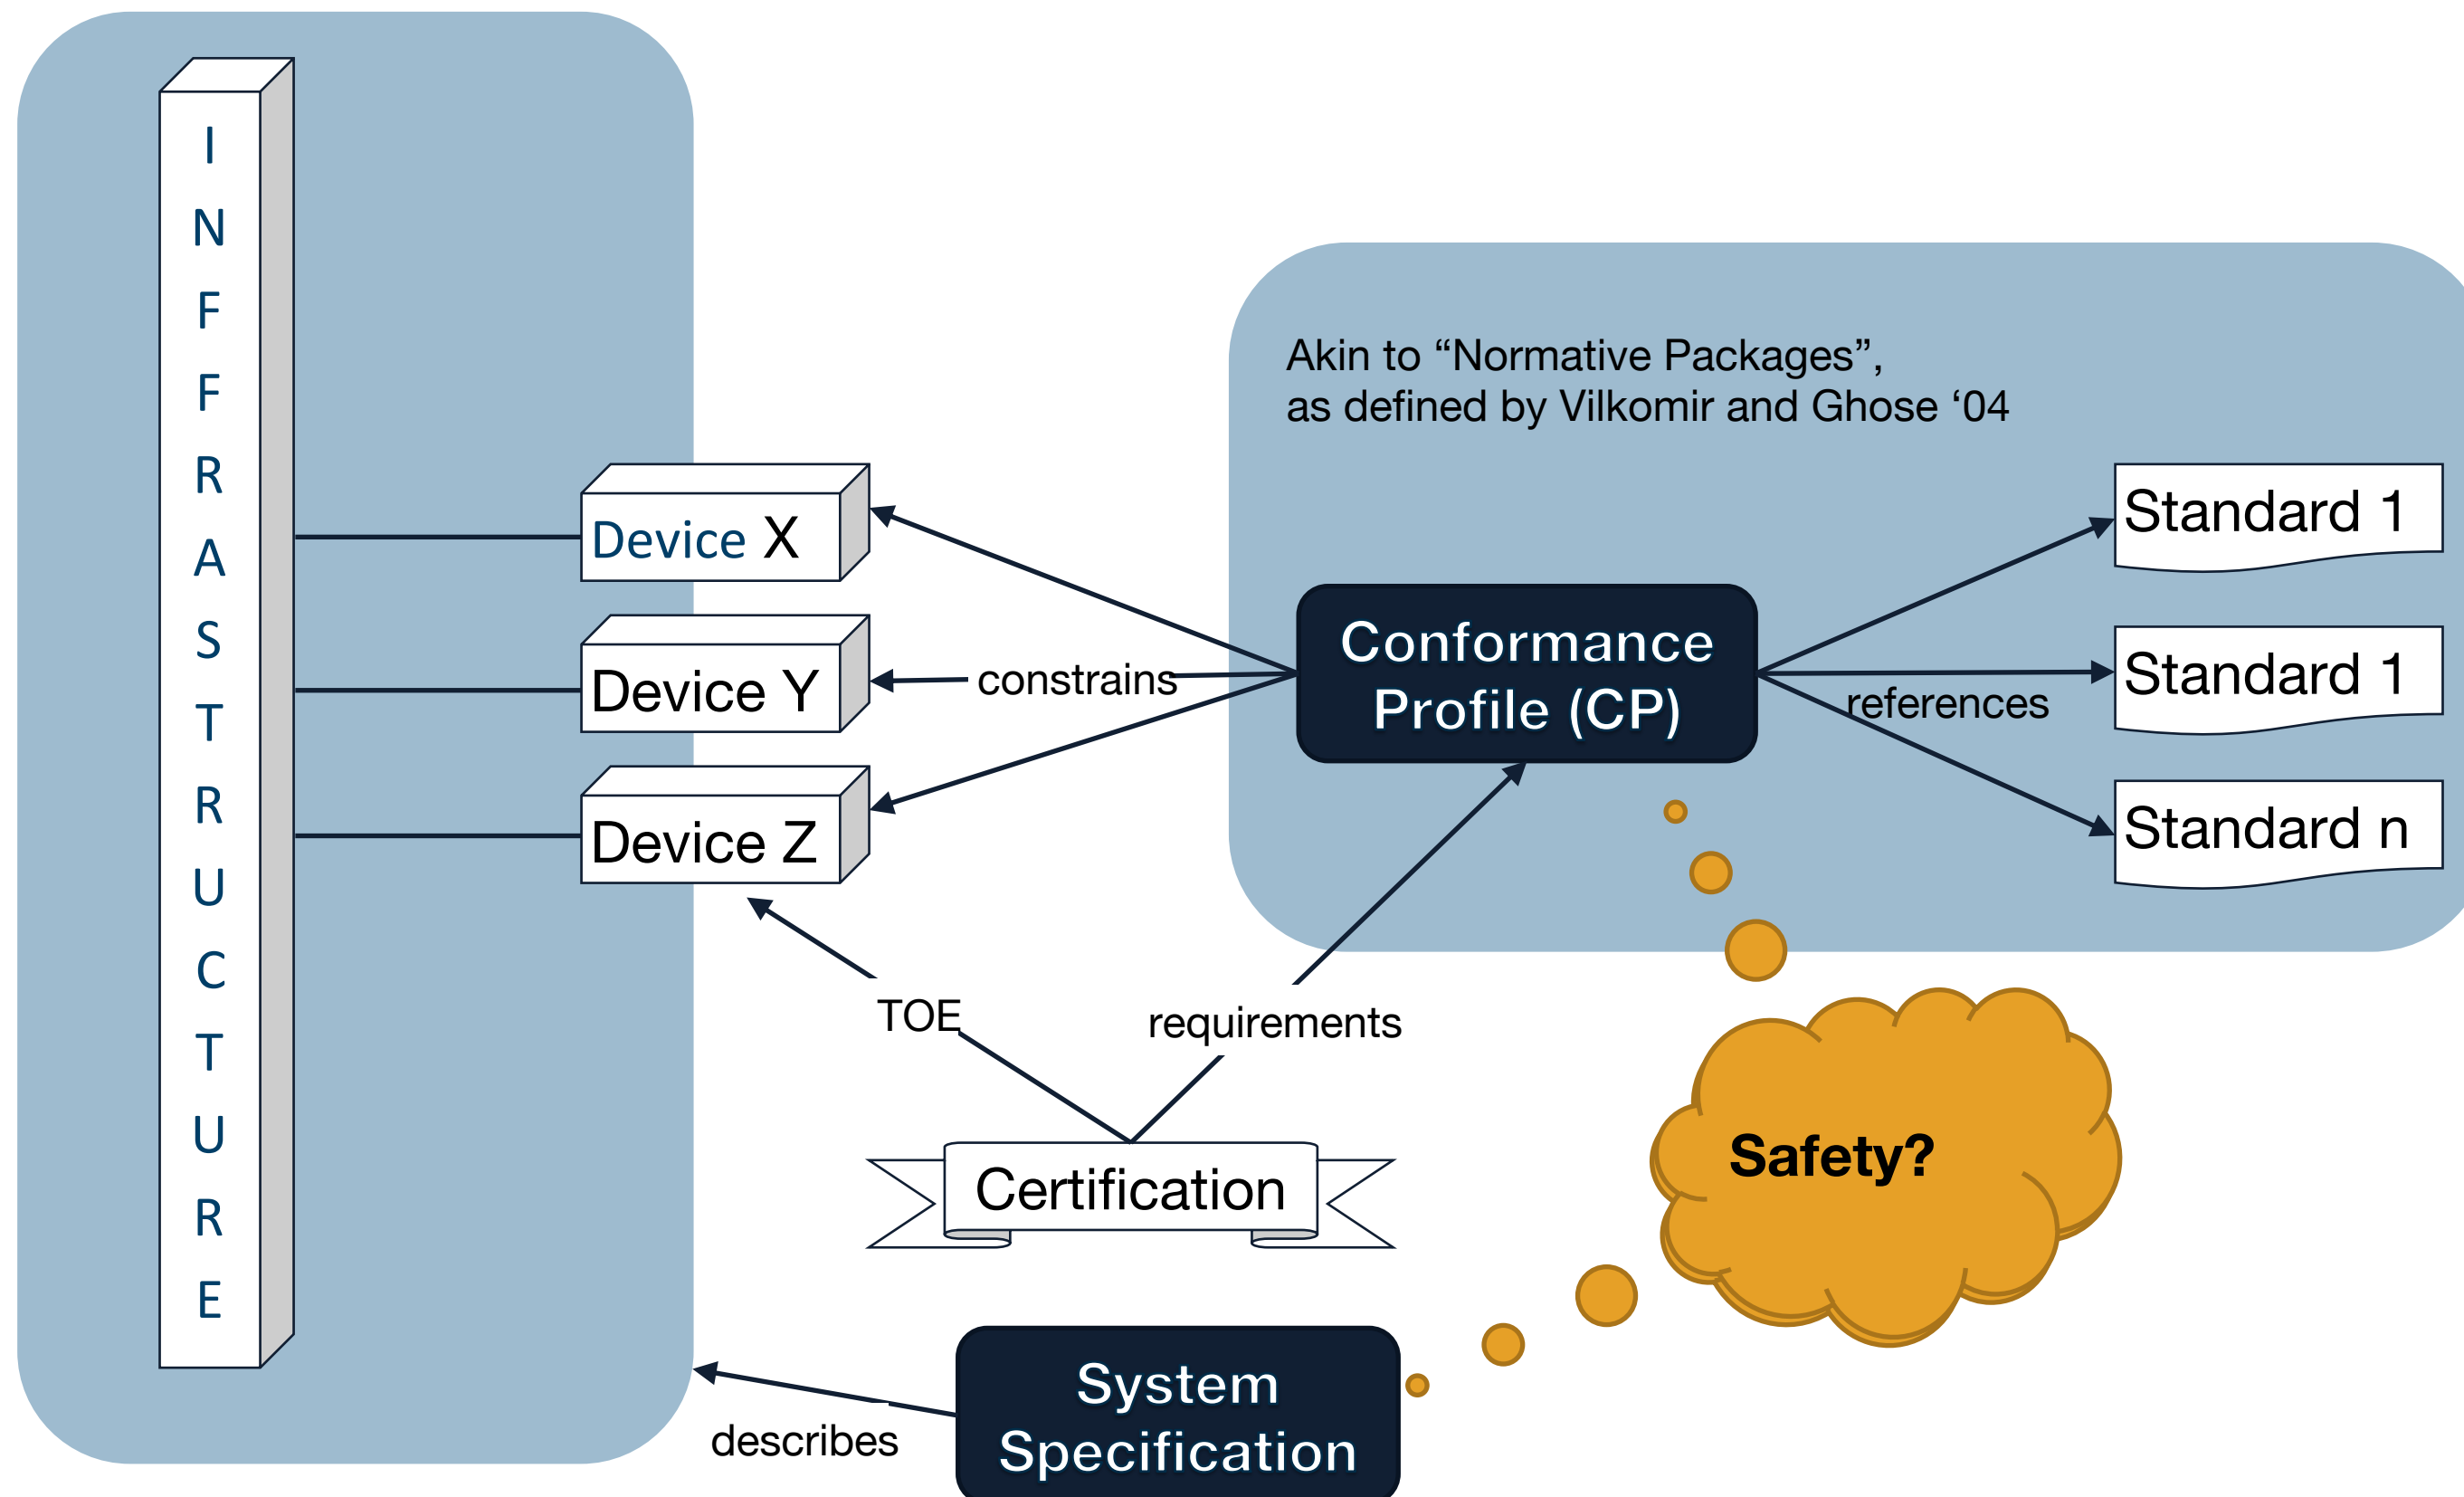 I
N
F
F
R
A
S
T
R
U
C
T
U
R
E
Akin to “Normative Packages”,
as defined by Vilkomir and Ghose ‘04
Device X
Device Y
Device Z
constrains
Conformance
Profile (CP)
references
Standard 1
Standard 1
Standard n
TOE
requirements
Certification
Safety?
describes
System
Specification